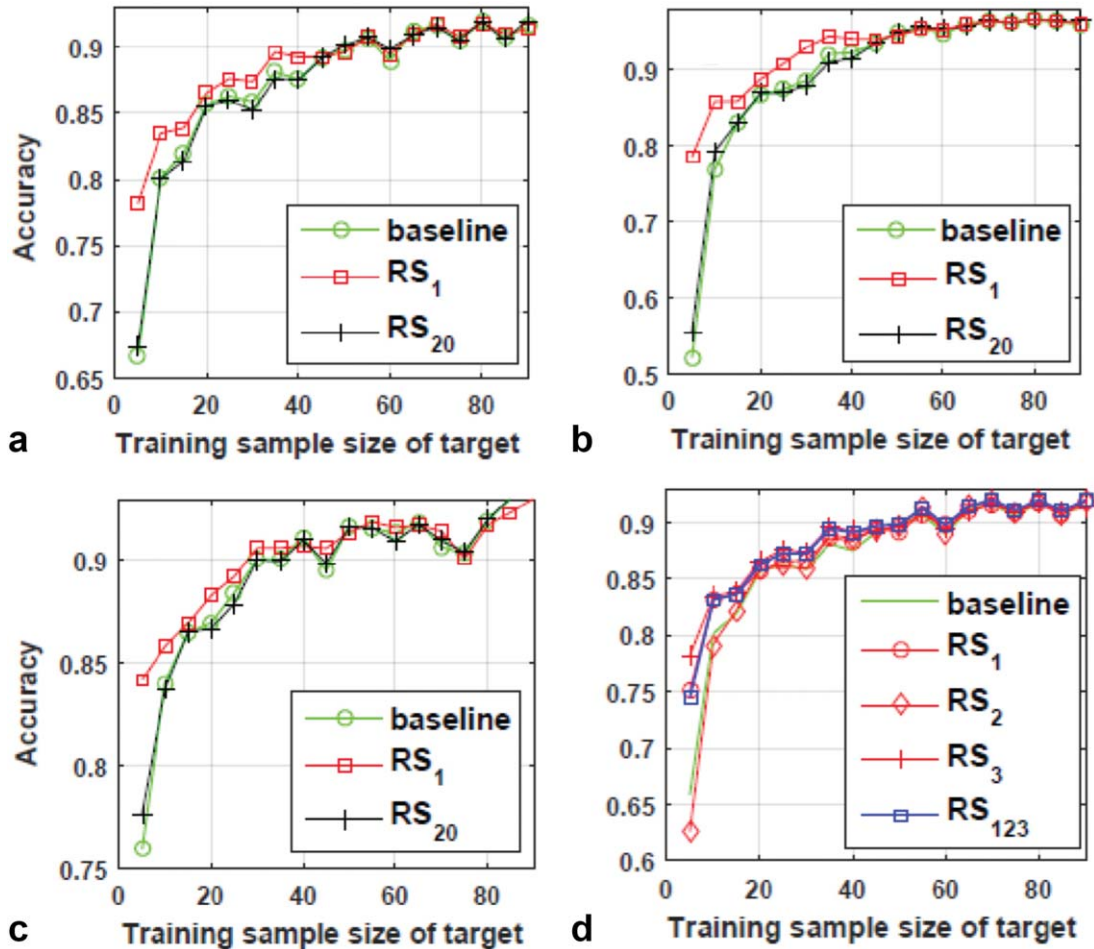 0.9
0.85
0.8
0.75
0.7
0.65
Accuracy
baseline
RS1
RS20
0 20 40 60 80
Training sample size of target
a
0.9
0.8
0.7
0.6
0.5
baseline
RS1
RS20
0 20 40 60 80
Training sample size of target
b
0.9
0.85
0.8
0.75
Accuracy
baseline
RS1
RS20
0 20 40 60 80
Training sample size of target
c
0.9
0.85
0.8
0.75
0.7
0.65
0.6
baseline
RS1
RS2
RS3
RS123
0 20 40 60 80
Training sample size of target
d